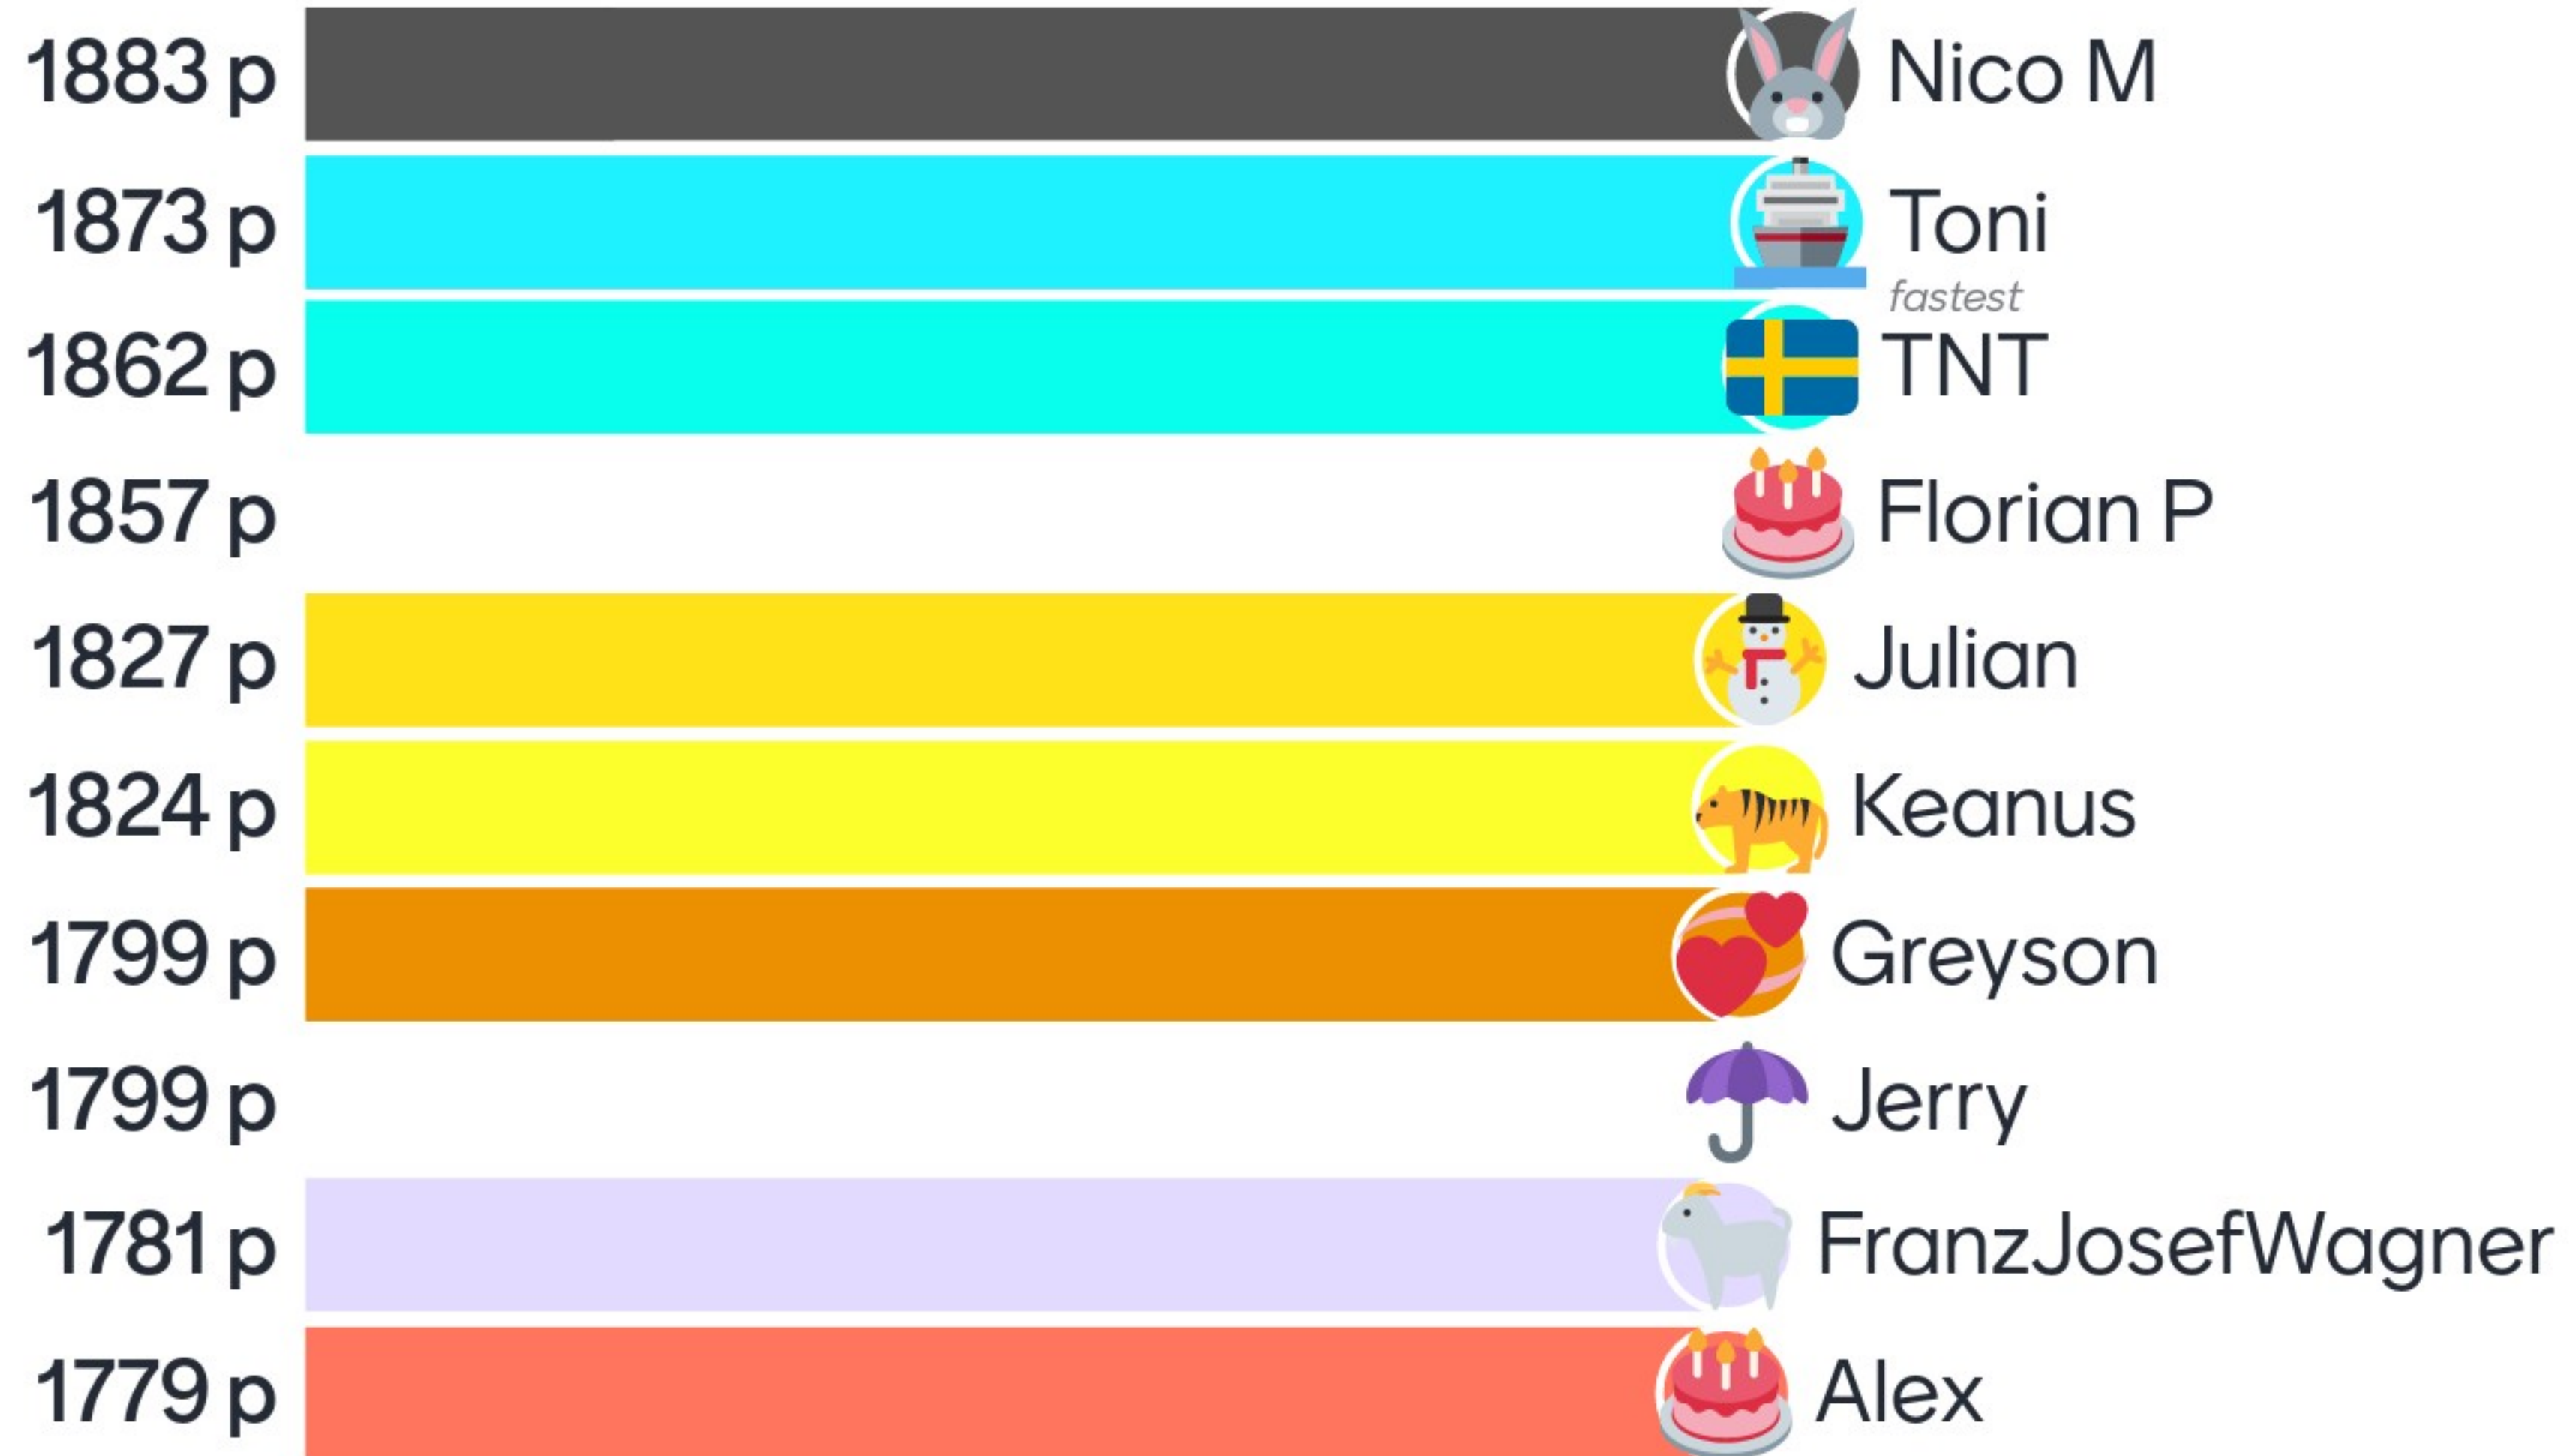 1883 p Nico M
1873 p Toni
fastest
1862 p TNT
1857 p Florian P
1827 p Julian
1824 p Keanus
1799 p Greyson
1799 p Jerry
1781 p FranzJosefWagner
1779 p Alex